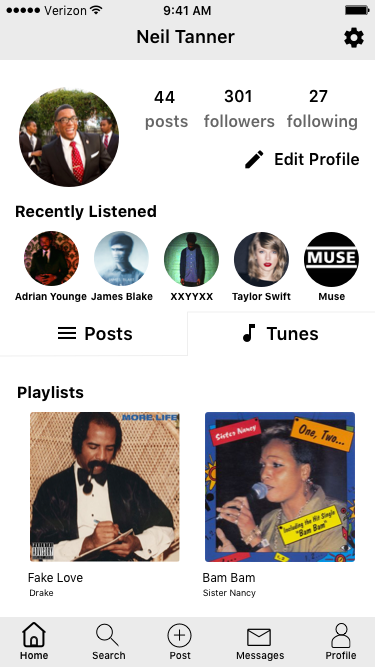 Verizon 9:41 AM
Neil Tanner
44 301 27
posts followers following
Edit Profile
Recently Listened
MUSE
Adrian Younge James Blake XXYYXX Taylor Swift Muse
Posts Tunes
Playlists
MORE LIFE
Sister Nancy
One, Two...
Including the Hit Single
"Bam Bam"
Fake Love Bam Bam
Drake Sister Nancy
Home Search Post Messages Profile